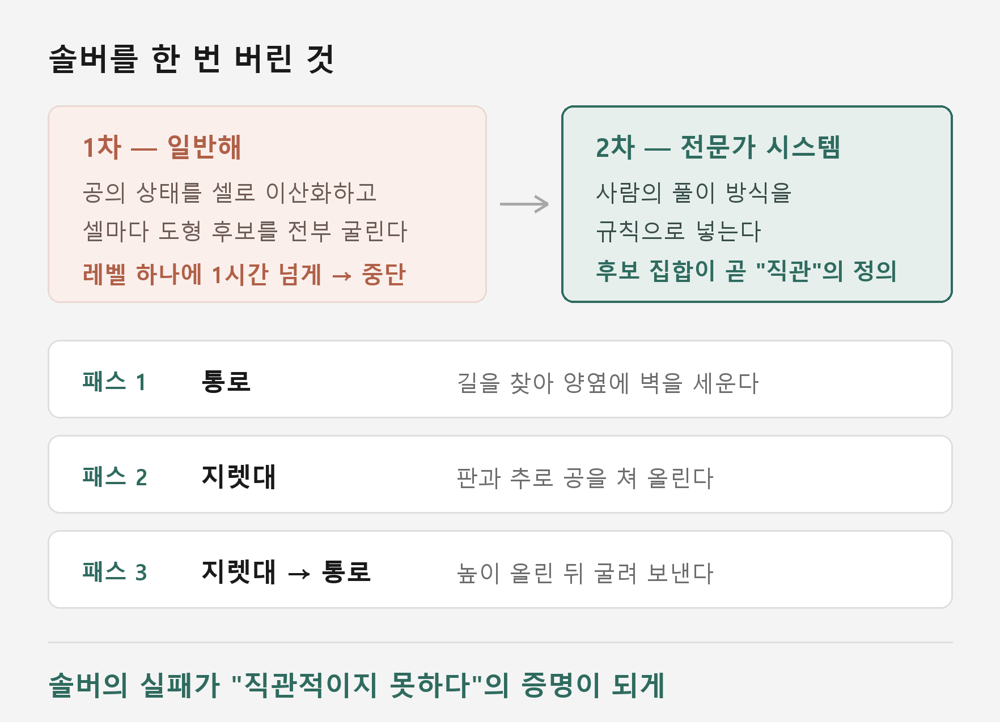 솔버를 한 번 버린 것
1차 — 일반해
공의 상태를 셀로 이산화하고
셀마다 도형 후보를 전부 굴린다
레벨 하나에 1시간 넘게 → 중단
→
2차 — 전문가 시스템
사람의 풀이 방식을
규칙으로 넣는다
후보 집합이 곧 "직관"의 정의
패스 1 통로 길을 찾아 양옆에 벽을 세운다
패스 2 지렛대 판과 추로 공을 쳐 올린다
패스 3 지렛대 → 통로 높이 올린 뒤 굴려 보낸다
솔버의 실패가 "직관적이지 못하다"의 증명이 되게